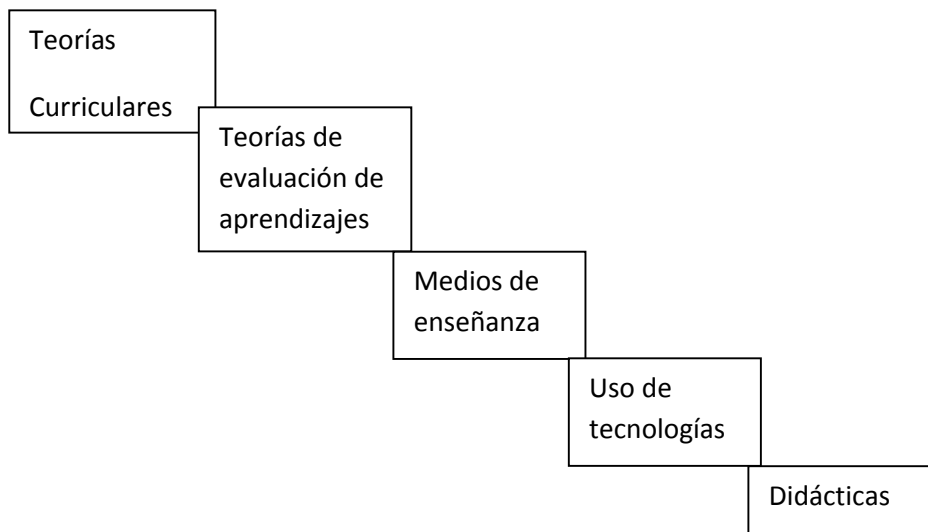 Teorías
Curriculares
Teorías de
evaluación de
aprendizajes
Medios de
enseñanza
Uso de
tecnologías
Didácticas